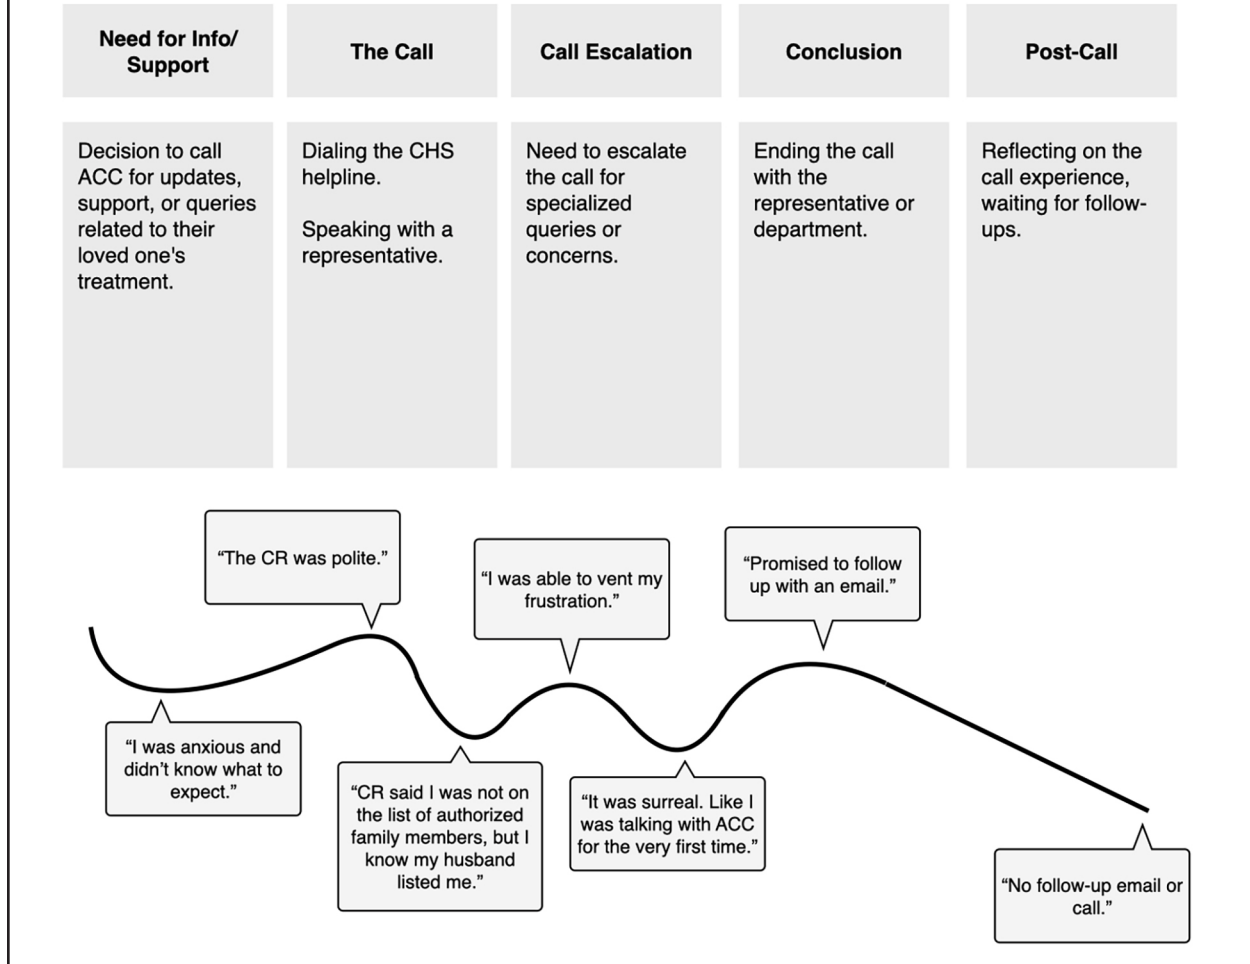 Need for Info/
Support
The Call
Call Escalation
Conclusion
Post-Call
Decision to call
ACC for updates,
support, or queries
related to their
loved one's
treatment.
Dialing the CHS
helpline.
Speaking with a
representative.
Need to escalate
the call for
specialized
queries or
concerns.
Ending the call
with the
representative or
department.
Reflecting on the
call experience,
waiting for follow-
ups.
“The CR was polite.”
“I was able to vent my
frustration.”
“Promised to follow
up with an email.”
“I was anxious and
didn’t know what to
expect.”
“CR said I was not on
the list of authorized
family members, but I
know my husband
listed me.”
“It was surreal. Like I
was talking with ACC
for the very first time.”
“No follow-up email or
call.”